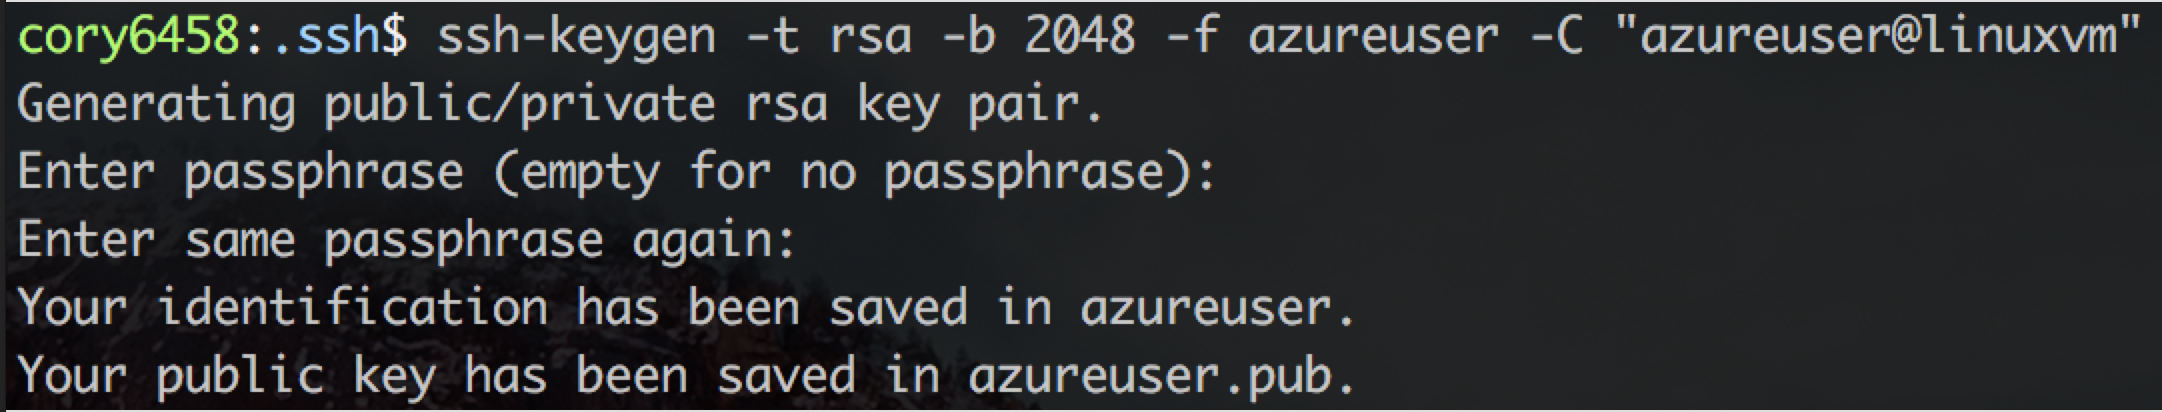 cory6458:.ssh$ ssh-keygen -t rsa -b 2048 -f azureuser -C "azureuser@linuxvm"
Generating public/private rsa key pair.
Enter passphrase (empty for no passphrase):
Enter same passphrase again:
Your identification has been saved in azureuser.
Your public key has been saved in azureuser.pub.